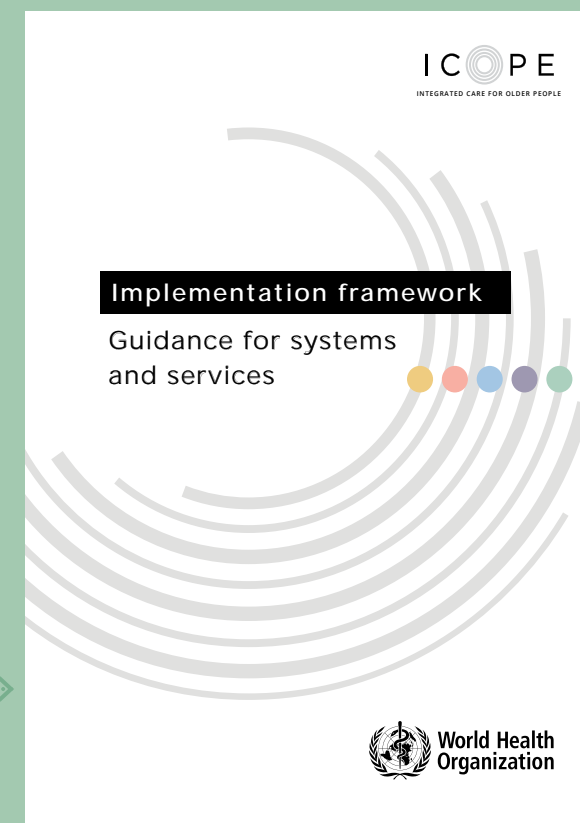 ICOPE
INTEGRATED CARE FOR OLDER PEOPLE
Implementation framework
Guidance for systems
and services
World Health
Organization